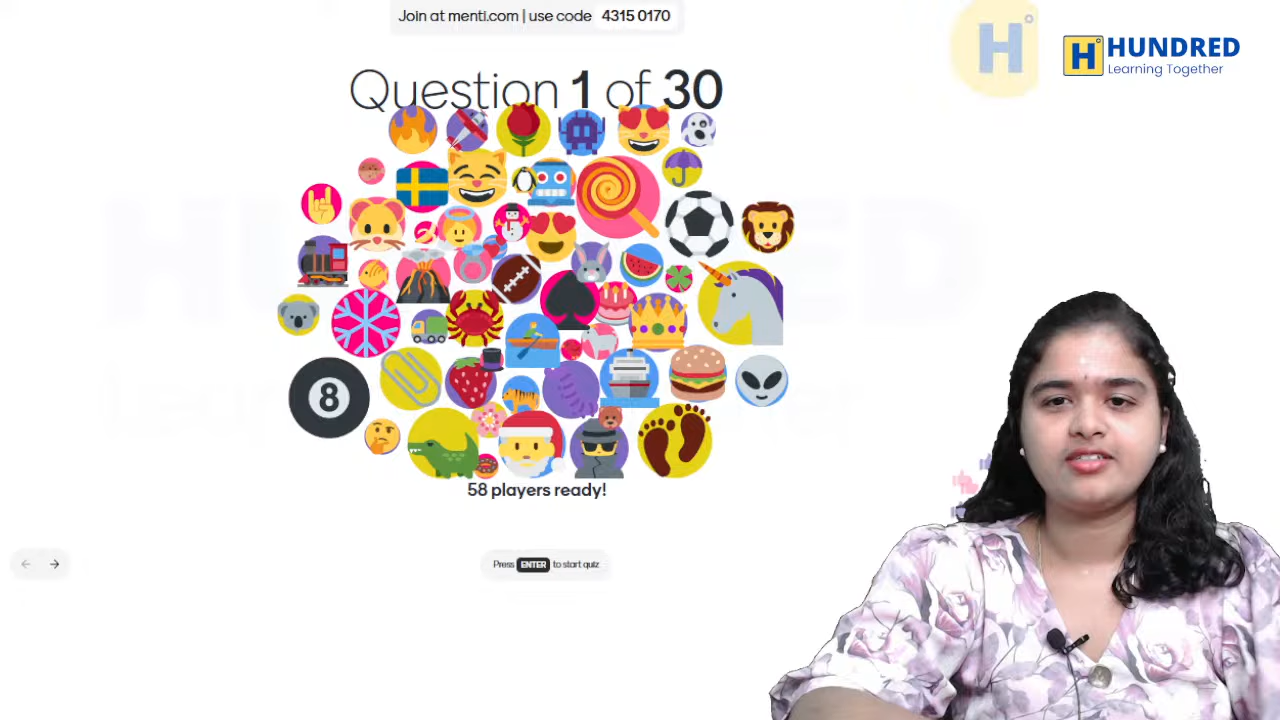 Join at menti.com | use code 4315 0170
H° HUNDRED
Learning Together
Question 1 of 30
8
58 players ready!
Press ENTER to start quiz